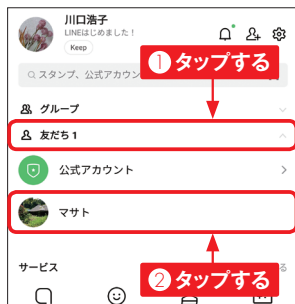 川口浩子
LINEはじめました！
Keep
スタンプ、公式アカウン
❶タップする
グループ
友だち 1
公式アカウント
マサト
サービス
る
❷タップする